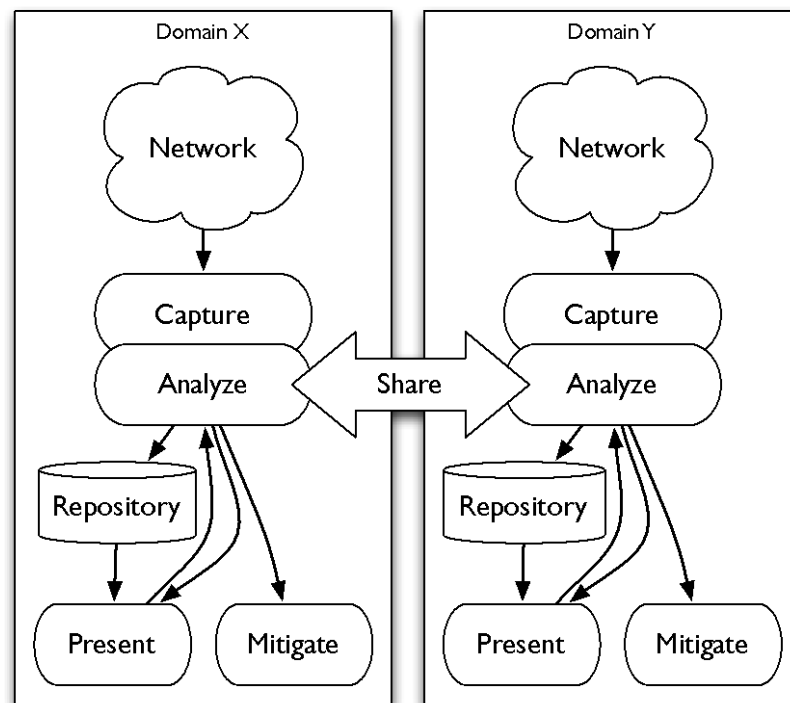 Domain X
Network
Capture
Analyze
Repository
Present
Mitigate
Share
Domain Y
Network
Capture
Analyze
Repository
Present
Mitigate